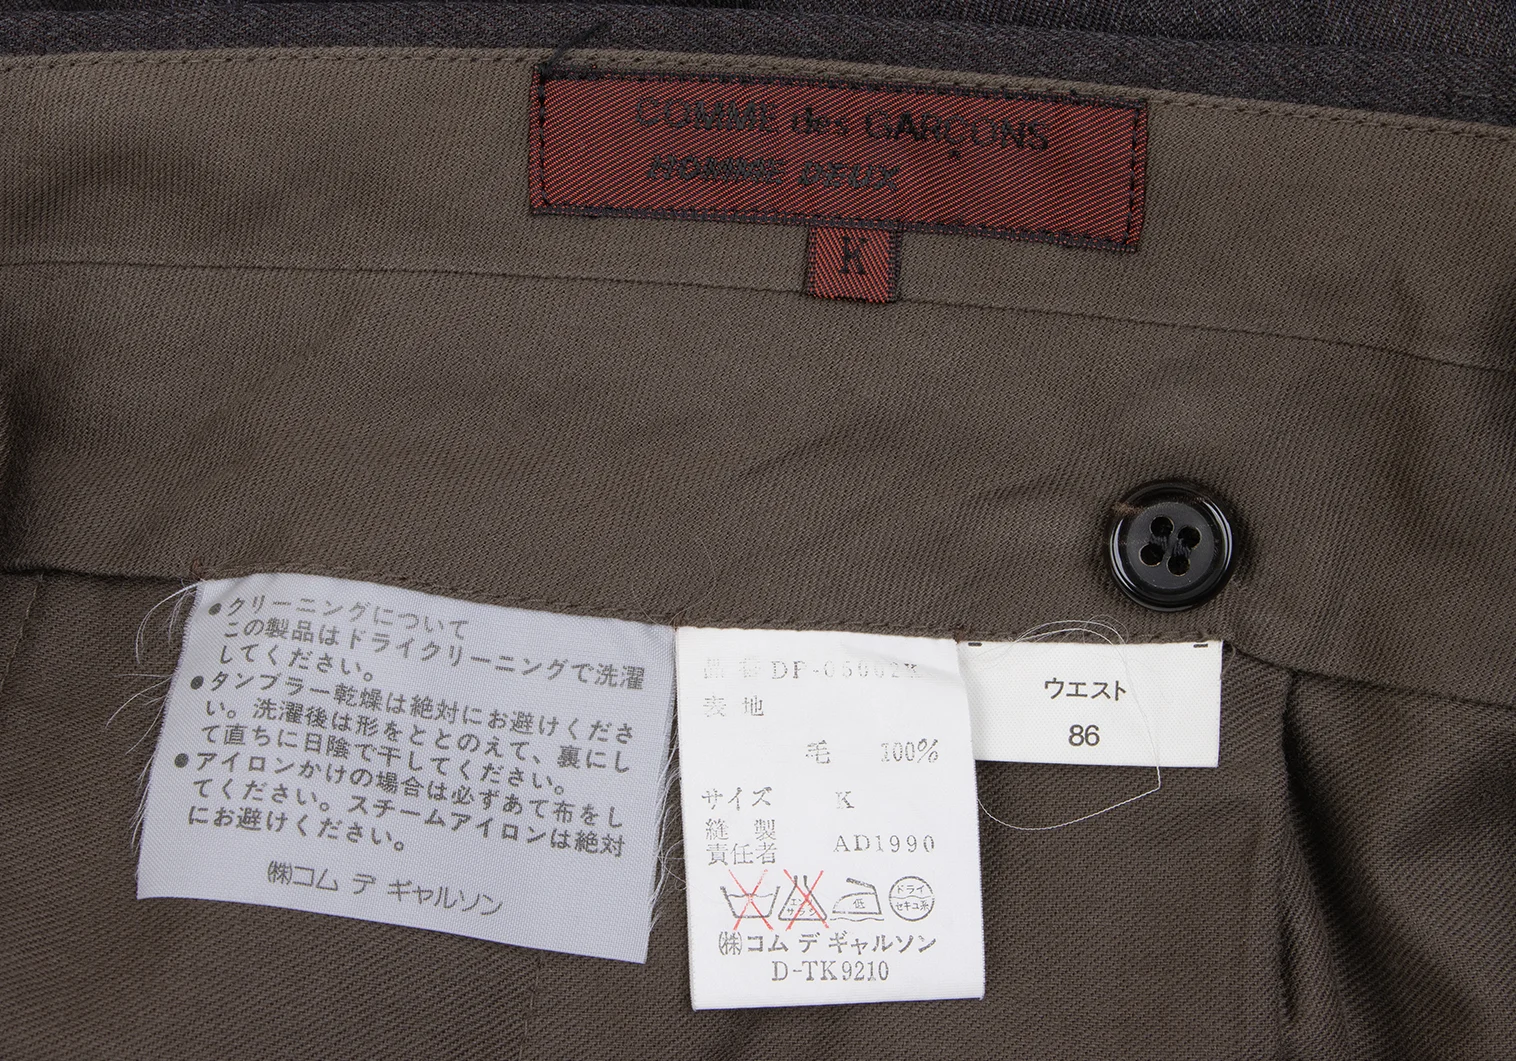 COMME des GARÇONS
HOMME DEUX
K
●クリーニングについて
この製品はドライクリーニングで洗濯
してください。
●タンブラー乾燥は絶対にお避けくださ
い。洗濯後は形をととのえて、裏にし
て直ちに日陰で干してください。
●アイロンかけの場合は必ずあて布をし
てください。スチームアイロンは絶対
にお避けください。
㈱コム デ ギャルソン
品番 DP-05002K
表 地
毛 100%
サイズ K
縫 製
責任者 AD1990
エンソサラシ
低
ドライ
セキユ系
㈱コム デ ギャルソン
D-TK9210
ウエスト
86